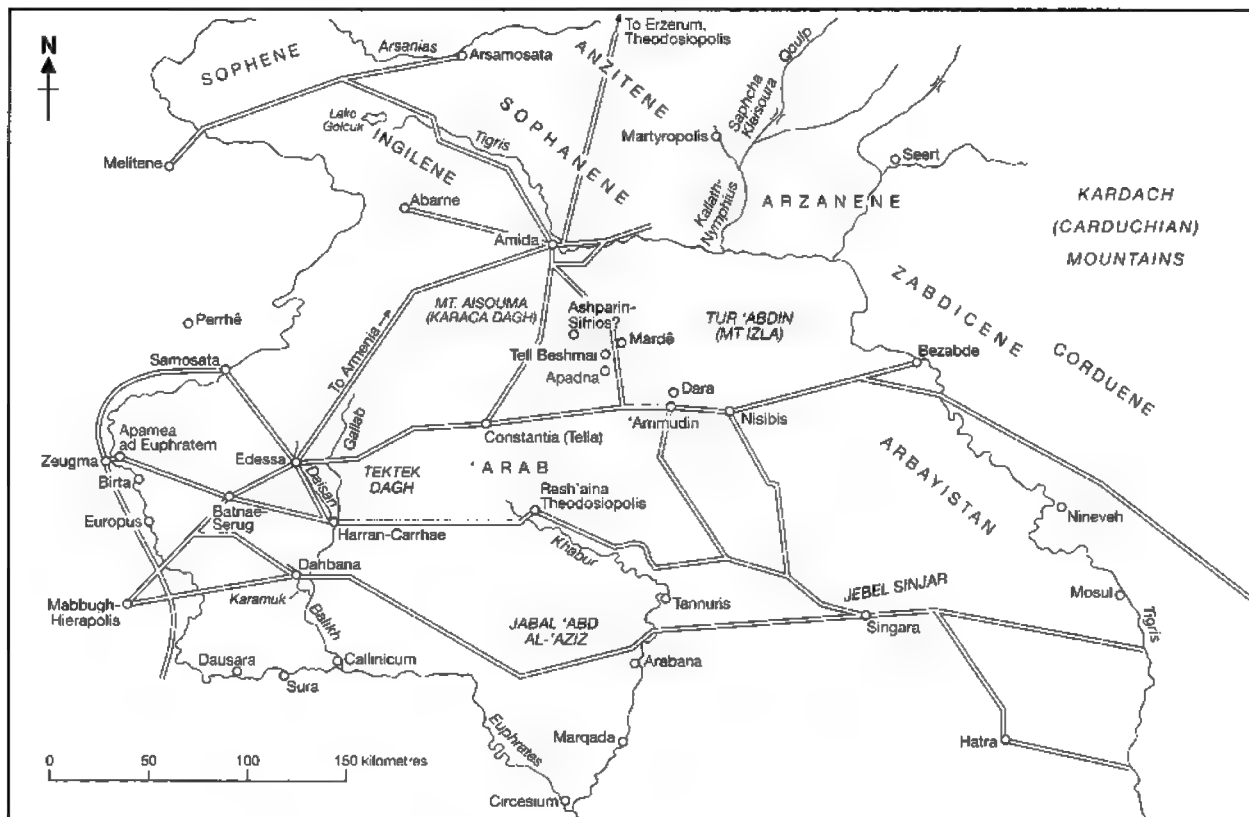 N
To Erzerum,
Theodosiopolis
Arsanias
Arsamosata
SOPHENE
ANZITENE
Qoulp
Saphcha
Kleisoura
Lake
Golcuk
Tigris
SOPHANENE
INGILENE
Martyropolis
Melitene
Seert
Abarne
Kallath-
Nymphius
ARZANENE
KARDACH
(CARDUCHIAN)
MOUNTAINS
Amida
MT. AISOUMA
(KARACA DAGH)
Ashparin-
Sifrios?
TUR 'ABDIN
(MT IZLA)
ZABDICENE
CORDUENE
Perrhê
To Armenia
Mardê
Tell Beshmai
Apadna
Bezabde
Samosata
Dara
'Ammudin
Nisibis
Gallab
Constantia (Tella)
Apamea
ad Euphratem
Zeugma
Edessa
Birta
Daisan
TEKTEK
DAGH
'ARAB
ARBAYISTAN
Resh'aina
Theodosiopolis
Nineveh
Europus
Batnae-
Serug
Harran-Carrhae
Khabur
Dahbana
JEBEL SINJAR
Mabbugh-
Hierapolis
Karamuk
Balikh
Tannuris
Mosul
Singara
Tigris
JABAL 'ABD
AL-'AZIZ
Dausara
Callinicum
Sura
Arabana
Euphrates
Marqada
Hatra
0 50 100 150 kilometres
Circesium